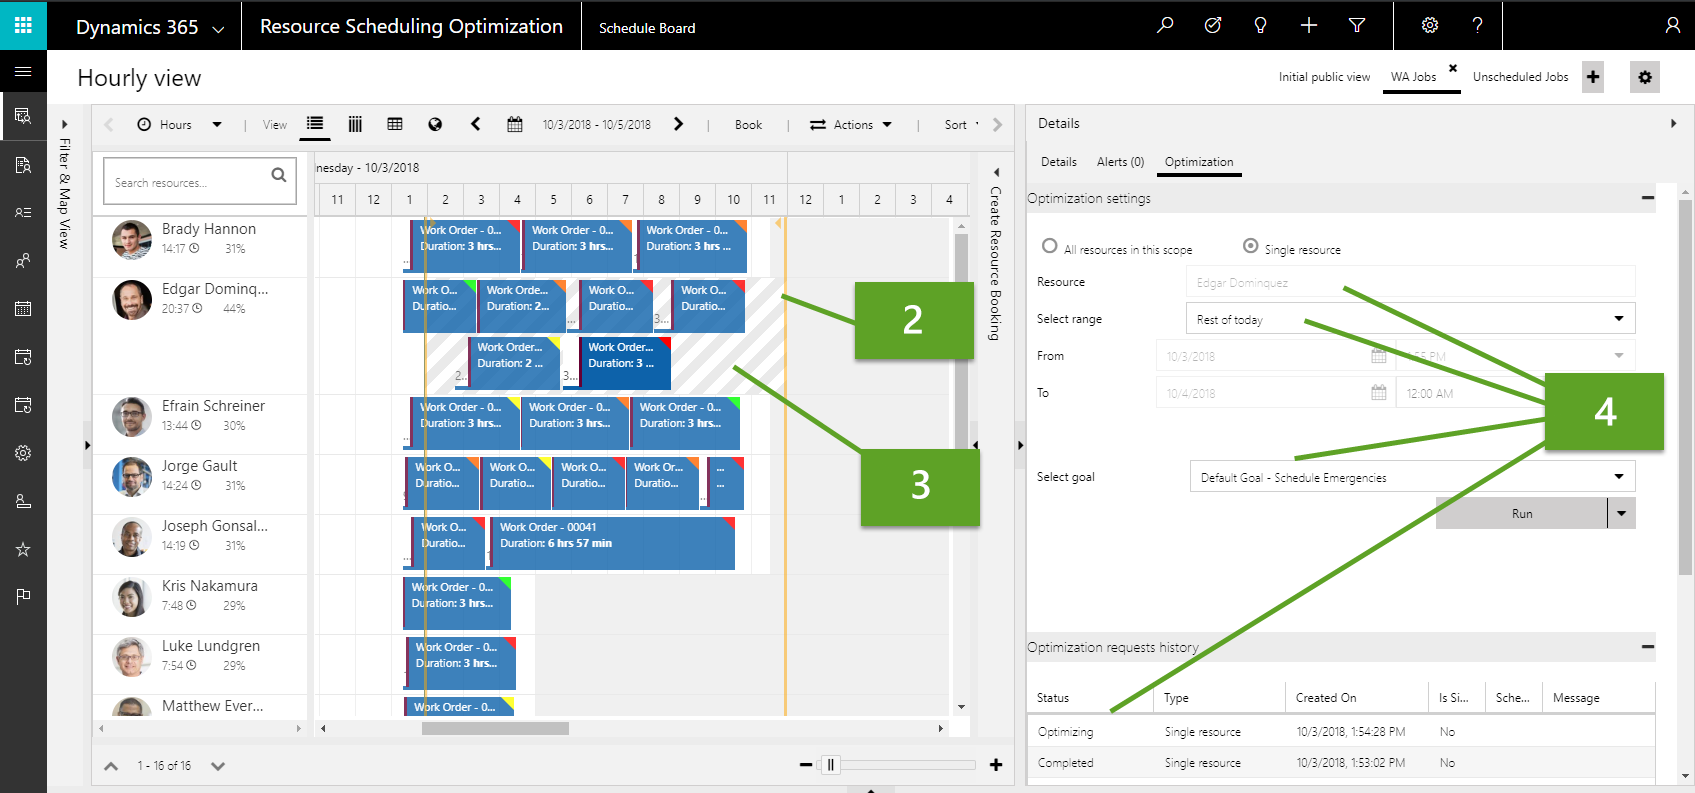 Dynamics 365
Resource Scheduling Optimization
Schedule Board
Hourly view
Initial public view
WA Jobs
Unscheduled Jobs
Filter & Map View
Hours
View
10/3/2018 - 10/5/2018
Book
Actions
Sort
Search resources...
nesday - 10/3/2018
11 12 1 2 3 4 5 6 7 8 9 10 11 12 1 2 3 4
Brady Hannon
14:17 31%
Work Order - 0... Work Order - 0... Work Order - 0...
Duration: 3 hrs... Duration: 3 hrs... Duration: 3 hrs ...
Edgar Dominq...
20:37 44%
Work O... Work Orde... Work O... Work O...
Duratio... Duration: 2... Duratio... Duratio...
... 3...
Work Order... Work Order...
Duration: 2 ... Duration: 3 ...
2... 3...
Efrain Schreiner
13:44 30%
Work Order - 0... Work Order - 0... Work Order - 0...
Duration: 3 hrs... Duration: 3 hrs... Duration: 3 hrs...
Jorge Gault
14:24 31%
Work O... Work O... Work O... Work Or... ...
Duratio... Duratio... Duratio... Duratio... ...
Joseph Gonsal...
14:19 31%
Work O... Work Order - 00041
Duratio... Duration: 6 hrs 57 min
Kris Nakamura
7:48 29%
Work Order - 0...
Duration: 3 hrs...
Luke Lundgren
7:54 29%
Work Order - 0...
Duration: 3 hrs...
Matthew Ever...
Work Order - 0...
1 - 16 of 16
Create Resource Booking
2
3
4
Details
Details
Alerts (0)
Optimization
Optimization settings
All resources in this scope
Single resource
Resource
Edgar Dominquez
Select range
Rest of today
From
10/3/2018
:55 PM
To
10/4/2018
12:00 AM
Select goal
Default Goal - Schedule Emergencies
Run
Optimization requests history
Status Type Created On Is Si... Sche... Message
Optimizing Single resource 10/3/2018, 1:54:28 PM No
Completed Single resource 10/3/2018, 1:53:02 PM No